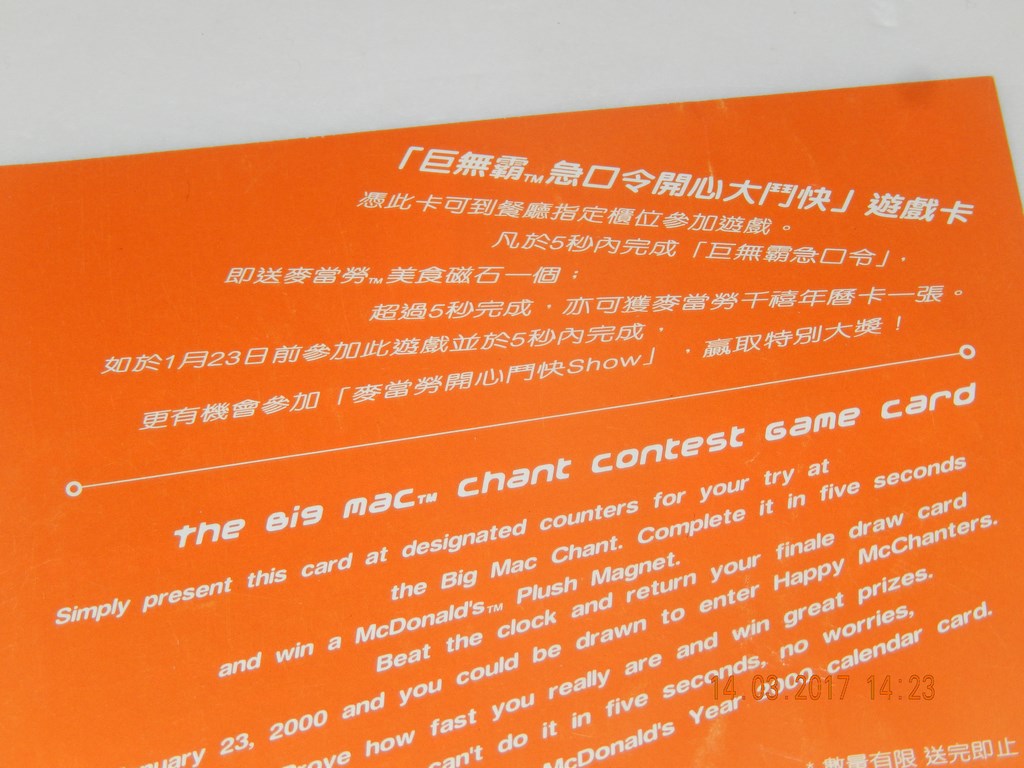 「巨無霸™急口令開心大鬥快」遊戲卡
憑此卡可到餐廳指定櫃位參加遊戲。
凡於5秒內完成「巨無霸急口令」,
即送麥當勞™美食磁石一個;
超過5秒完成,亦可獲麥當勞千禧年曆卡一張。
如於1月23日前參加此遊戲並於5秒內完成,
更有機會參加「麥當勞開心鬥快Show」,贏取特別大獎!
The Big Mac™ Chant Contest Game Card
Simply present this card at designated counters for your try at
the Big Mac Chant. Complete it in five seconds
and win a McDonald's™ Plush Magnet.
Beat the clock and return your finale draw card
23, 2000 and you could be drawn to enter Happy McChanters.
how fast you really are and win great prizes.
can't do it in five seconds, no worries,
McDonald's Year 2000 calendar card.
*數量有限 送完即止
14.03.2017 14:23